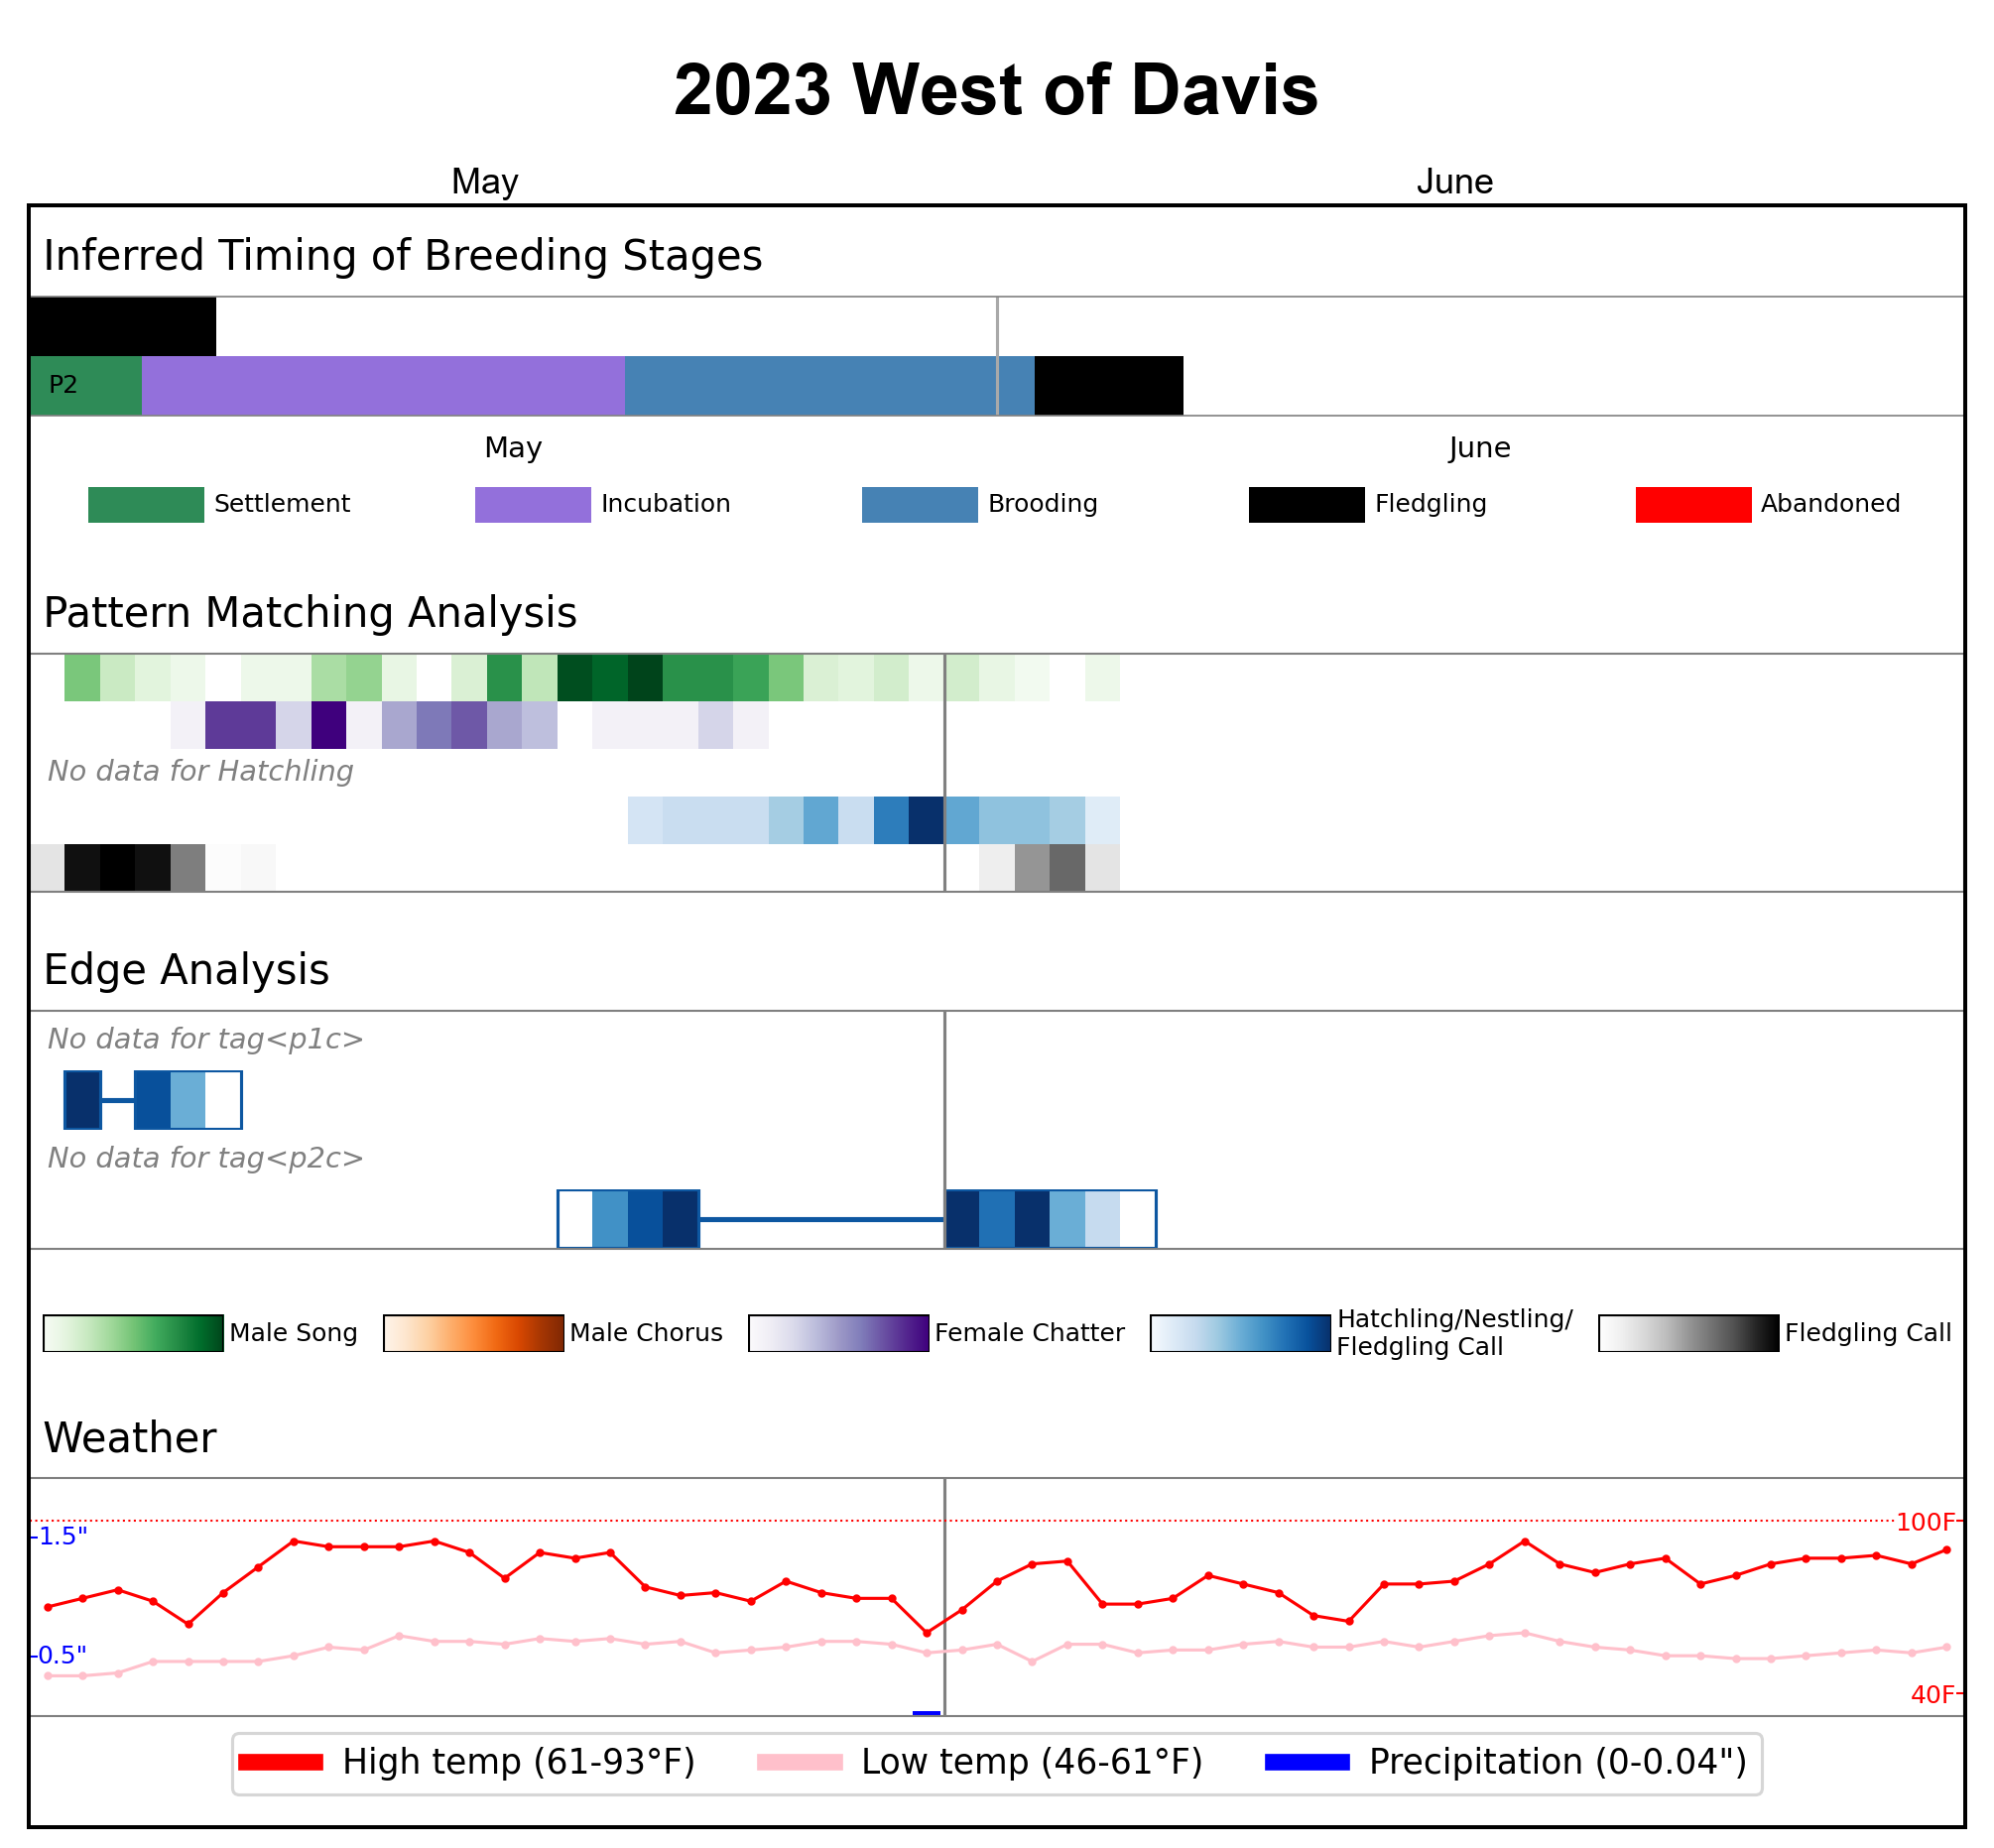 2023 West of Davis
May June
Inferred Timing of Breeding Stages
P2
May June
Settlement Incubation Brooding Fledgling Abandoned
Pattern Matching Analysis
No data for Hatchling
Edge Analysis
No data for tag<p1c>
No data for tag<p2c>
Male Song Male Chorus Female Chatter Hatchling/Nestling/
Fledgling Call Fledgling Call
Weather
1.5" 100F
0.5"
40F
High temp (61-93°F) Low temp (46-61°F) Precipitation (0-0.04")